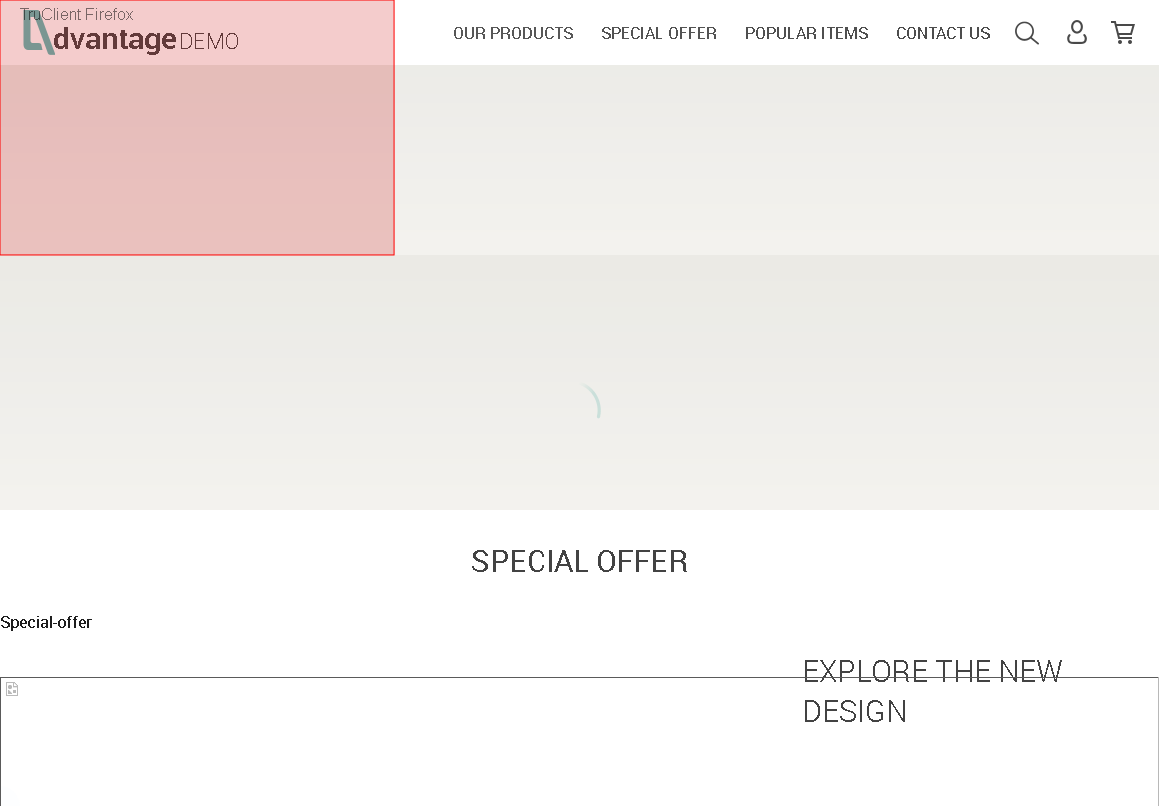 TruClient Firefox
dvantage DEMO
OUR PRODUCTS
SPECIAL OFFER
POPULAR ITEMS
CONTACT US
SPECIAL OFFER
Special-offer
EXPLORE THE NEW
DESIGN